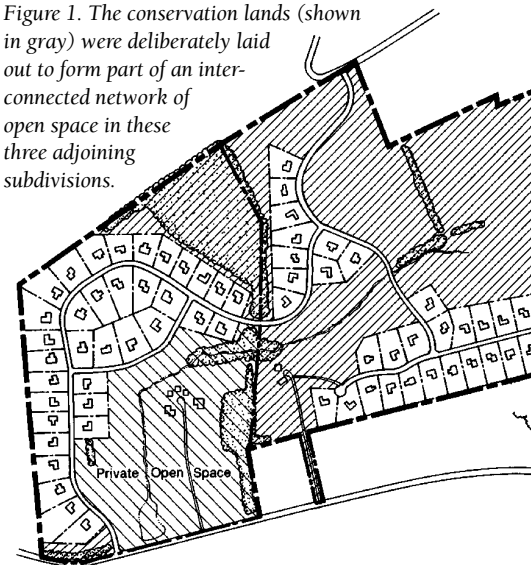 Figure 1. The conservation lands (shown
in gray) were deliberately laid
out to form part of an inter-
connected network of
open space in these
three adjoining
subdivisions.
Private Open Space